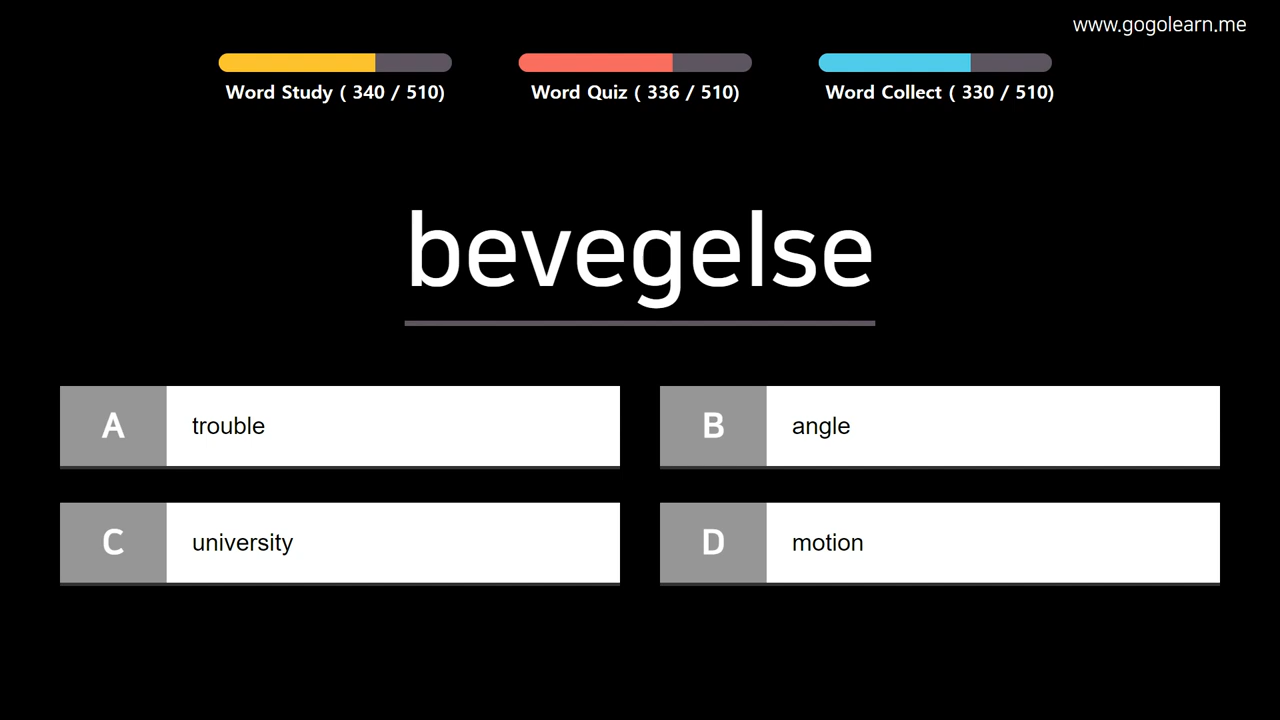 www.gogolearn.me
Word Study ( 340 / 510)
Word Quiz ( 336 / 510)
Word Collect ( 330 / 510)
bevegelse
A trouble
B angle
C university
D motion